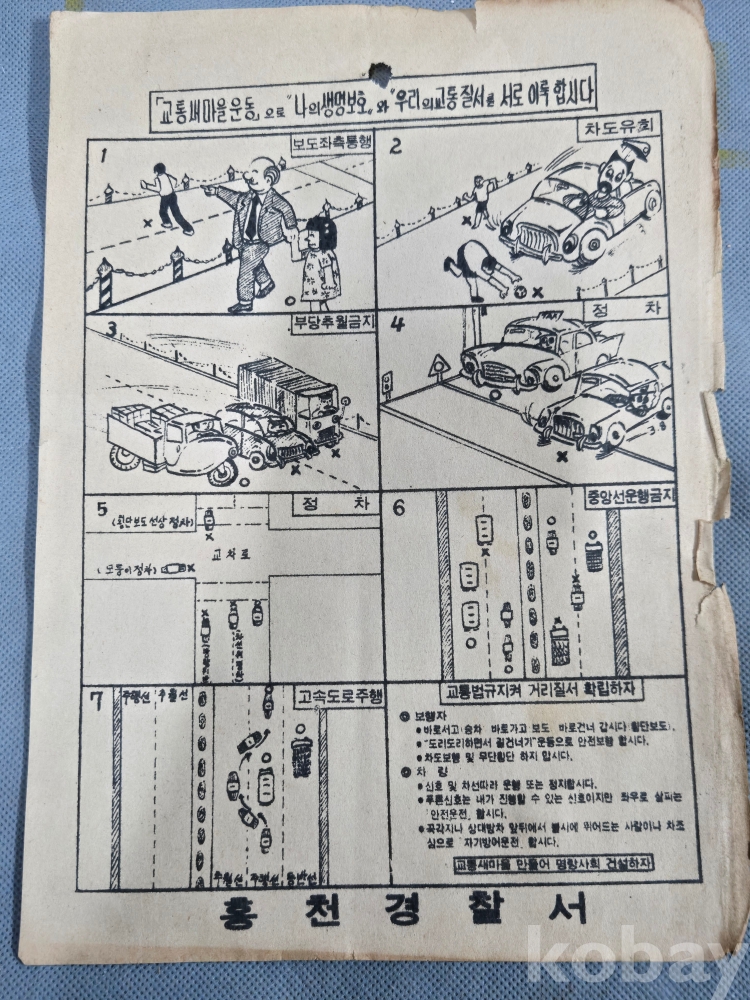 「교통새마을운동」으로 "나의생명보호"와 "우리의교통질서를 서로 이룩 합시다
1
보도좌측통행
2
차도유희
3
부당추월금지
4
정 차
5
정 차
(횡단보도선상 정차)
교 차 로
(모퉁이정차)
6
중앙선운행금지
7
주행선 추월선
고속도로주행
추월선 주행선 등반선
교통법규지켜 거리질서 확립하자
◎ 보행자
● 바로서고(승차) 바로가고(보도) 바로건너 갑시다(횡단보도).
● "도리도리하면서 길건너기" 운동으로 안전보행 합시다.
● 차도보행 및 무단횡단 하지 맙시다.
◎ 차 량
● 신호 및 차선따라 운행 또는 정지합시다.
● 푸른신호는 내가 진행할 수 있는 신호이지만 좌우로 살피는
"안전운전" 합시다.
● 꼭각지나 상대방차 앞뒤에서 불시에 뛰어드는 사람이나 차조
심으로 "자기방어운전" 합시다.
교통새마을 만들어 명랑사회 건설하자
홍 천 경 찰 서
kobay